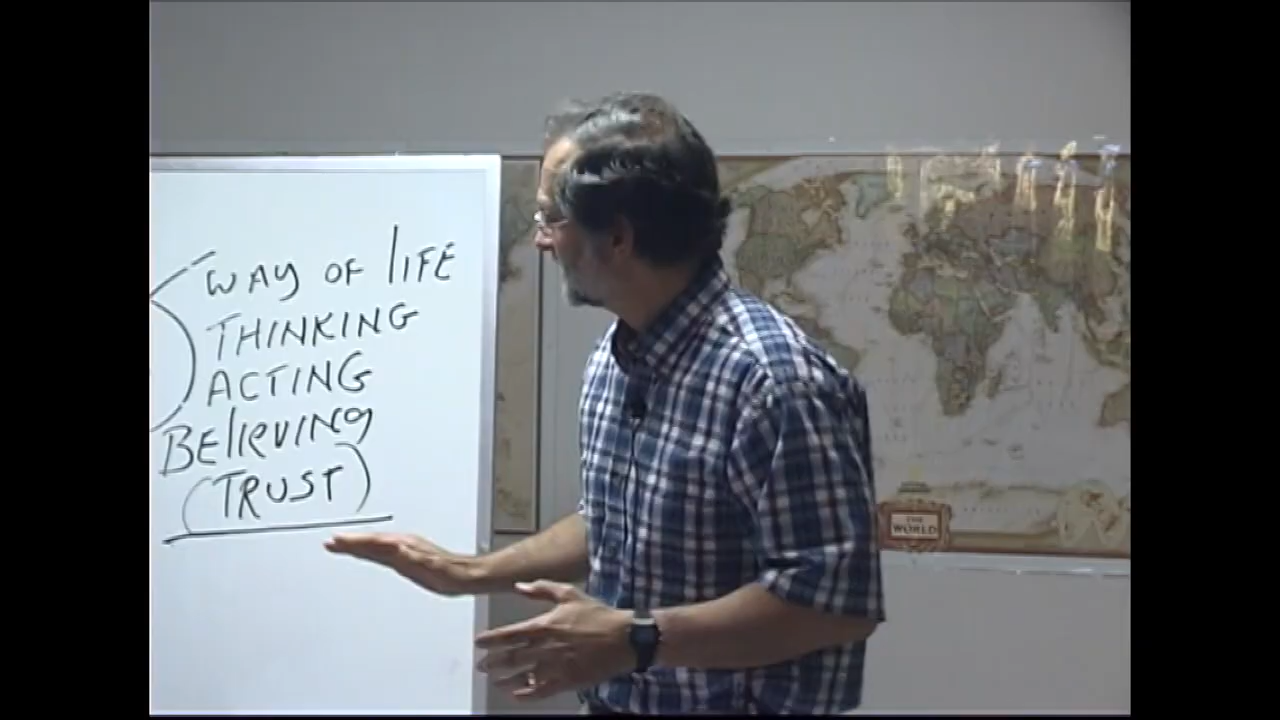 WAY OF LIFE
THINKING
ACTING
BELIEVING
(TRUST)
THE
WORLD